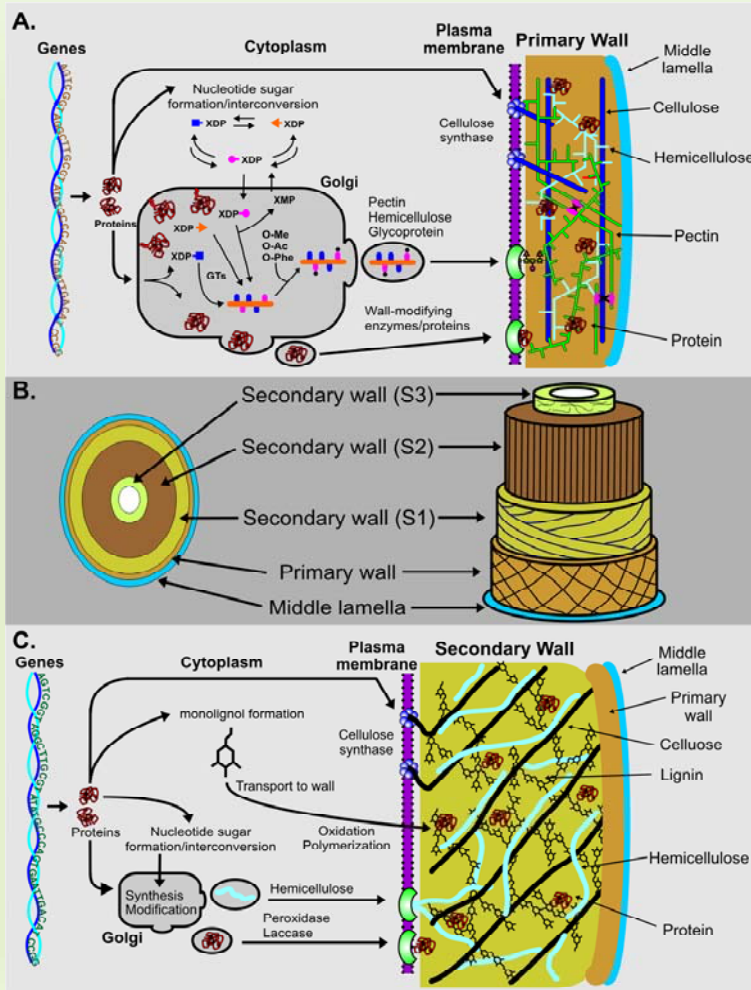 A.
Genes
Cytoplasm
Plasma
membrane
Primary Wall
Middle
lamella
Nucleotide sugar
formation/interconversion
XDP
XDP
XDP
Cellulose
synthase
Cellulose
Hemicellulose
Proteins
Golgi
XMP
XDP
XDP
XDP
GTs
O-Me
O-Ac
O-Phe
Pectin
Hemicellulose
Glycoprotein
Pectin
Wall-modifying
enzymes/proteins
Protein
B.
Secondary wall (S3)
Secondary wall (S2)
Secondary wall (S1)
Primary wall
Middle lamella
C.
Genes
Cytoplasm
Plasma
membrane
Secondary Wall
Middle
lamella
Primary
wall
monolignol formation
Cellulose
synthase
Celluose
Lignin
Transport to wall
Proteins
Nucleotide sugar
formation/interconversion
Oxidation
Polymerization
Hemicellulose
Synthesis
Modification
Golgi
Hemicellulose
Peroxidase
Laccase
Protein